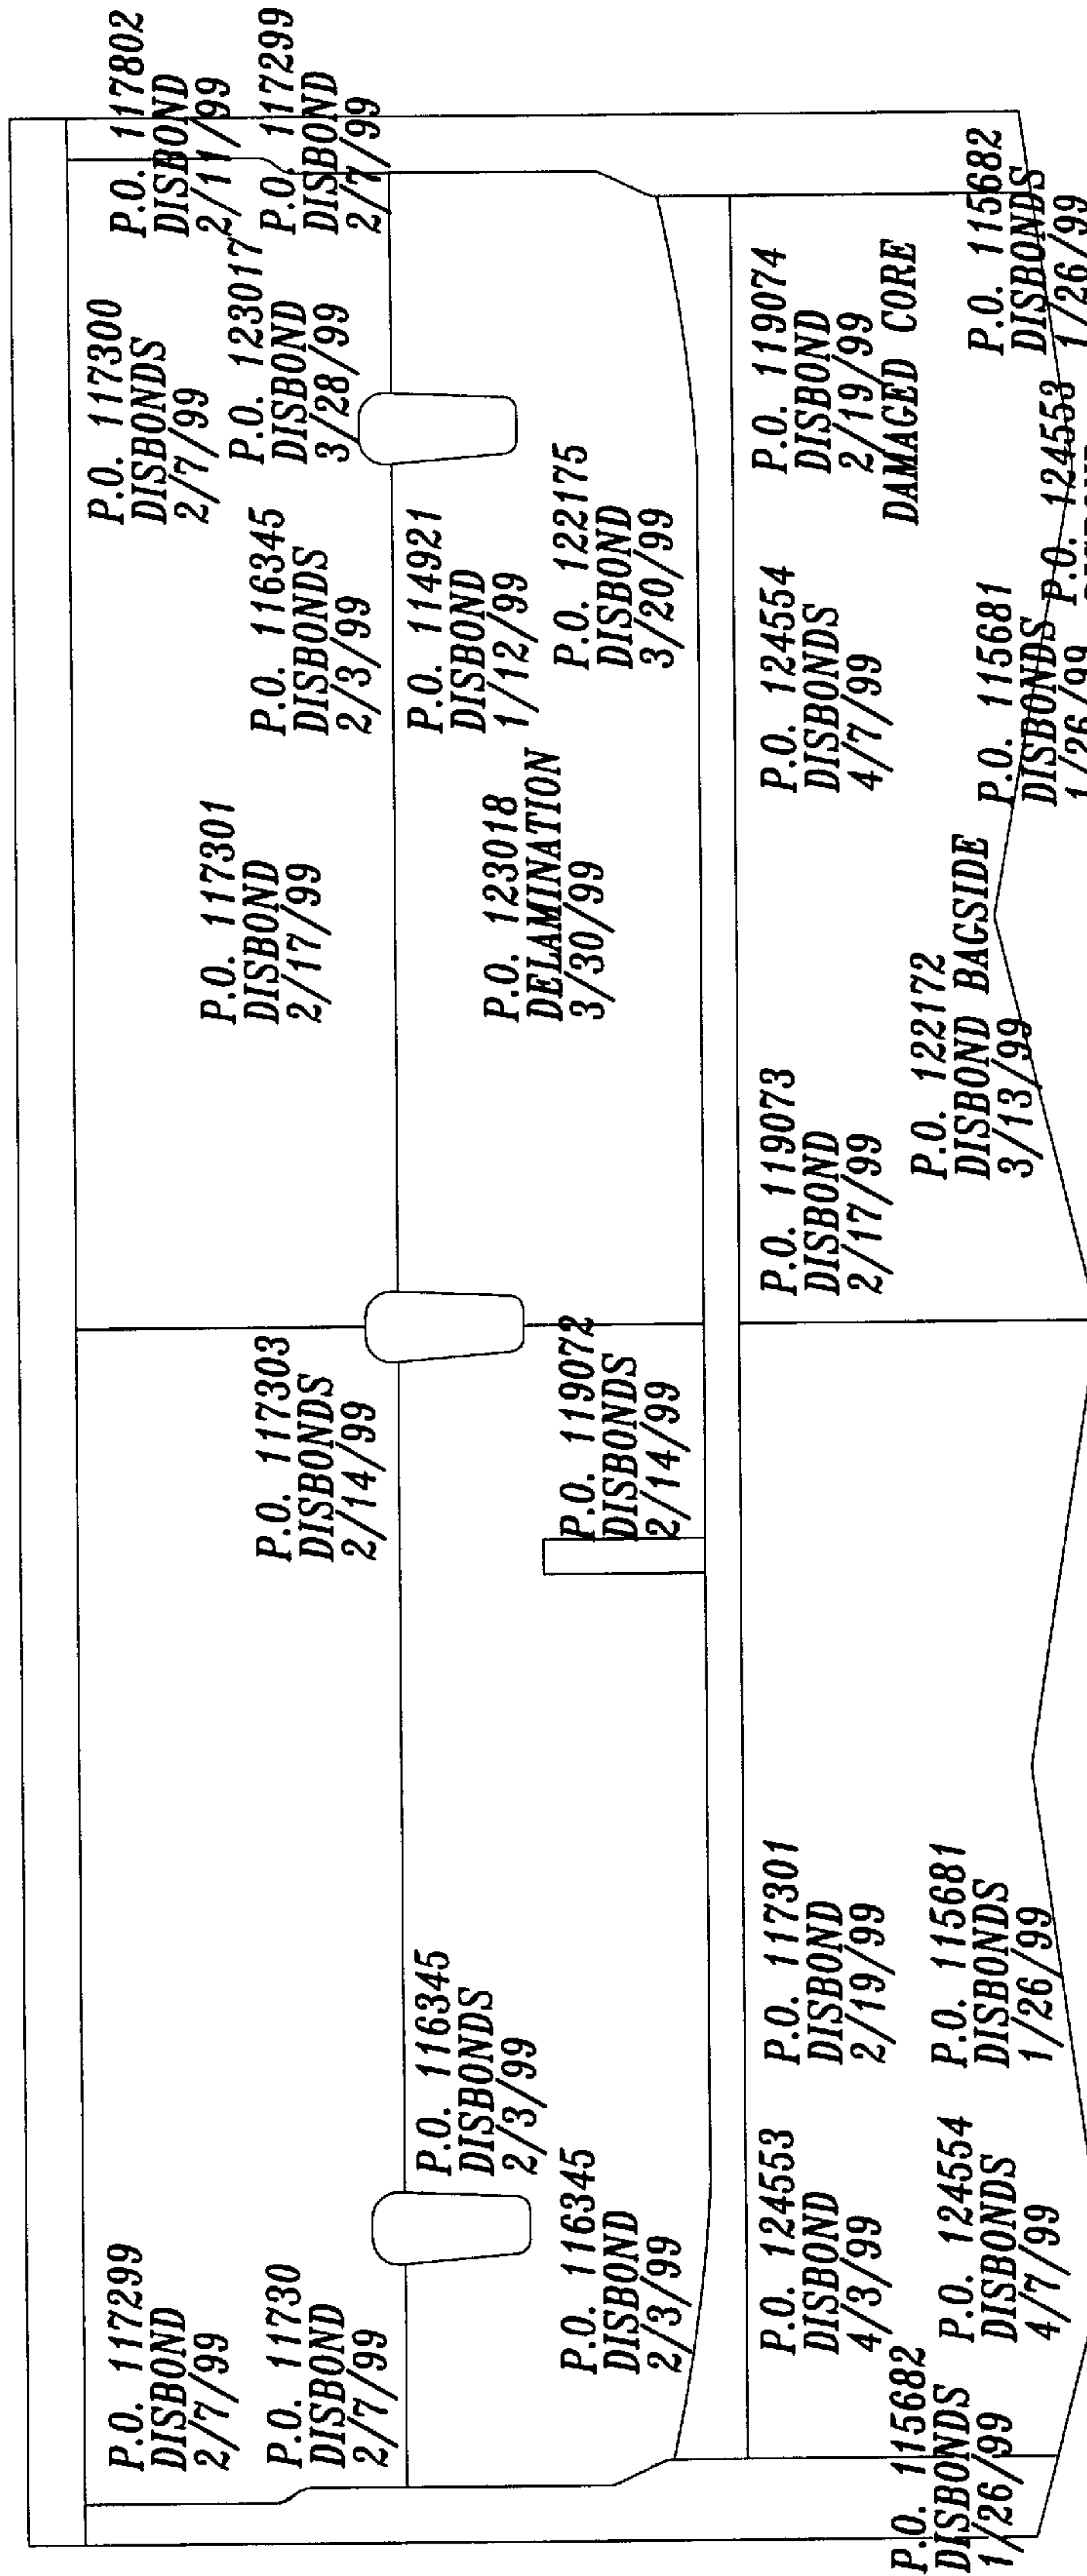 P.O. 117299
DISBOND
2/7/99
P.O. 11730
DISBOND
2/7/99
P.O. 117303
DISBONDS
2/14/99
P.O. 117301
DISBOND
2/17/99
P.O. 117300
DISBONDS
2/7/99
P.O. 116345
DISBONDS
2/3/99
P.O. 123017
DISBOND
3/28/99
P.O. 117802
DISBOND
2/11/99
P.O. 117299
DISBOND
2/7/99
P.O. 116345
DISBONDS
2/3/99
P.O. 116345
DISBOND
2/3/99
P.O. 119072
DISBONDS
2/14/99
P.O. 123018
DELAMINATION
3/30/99
P.O. 114921
DISBOND
1/12/99
P.O. 122175
DISBOND
3/20/99
P.O. 124553
DISBOND
4/3/99
P.O. 117301
DISBOND
2/19/99
P.O. 115682
DISBONDS
1/26/99
P.O. 124554
DISBONDS
4/7/99
P.O. 115681
DISBONDS
1/26/99
P.O. 119073
DISBOND
2/17/99
P.O. 122172
DISBOND BAGSIDE
3/13/99
P.O. 124554
DISBONDS
4/7/99
P.O. 119074
DISBOND
2/19/99
DAMAGED CORE
P.O. 115681
DISBONDS
1/26/99
P.O. 124553
P.O. 115682
DISBONDS
1/26/99